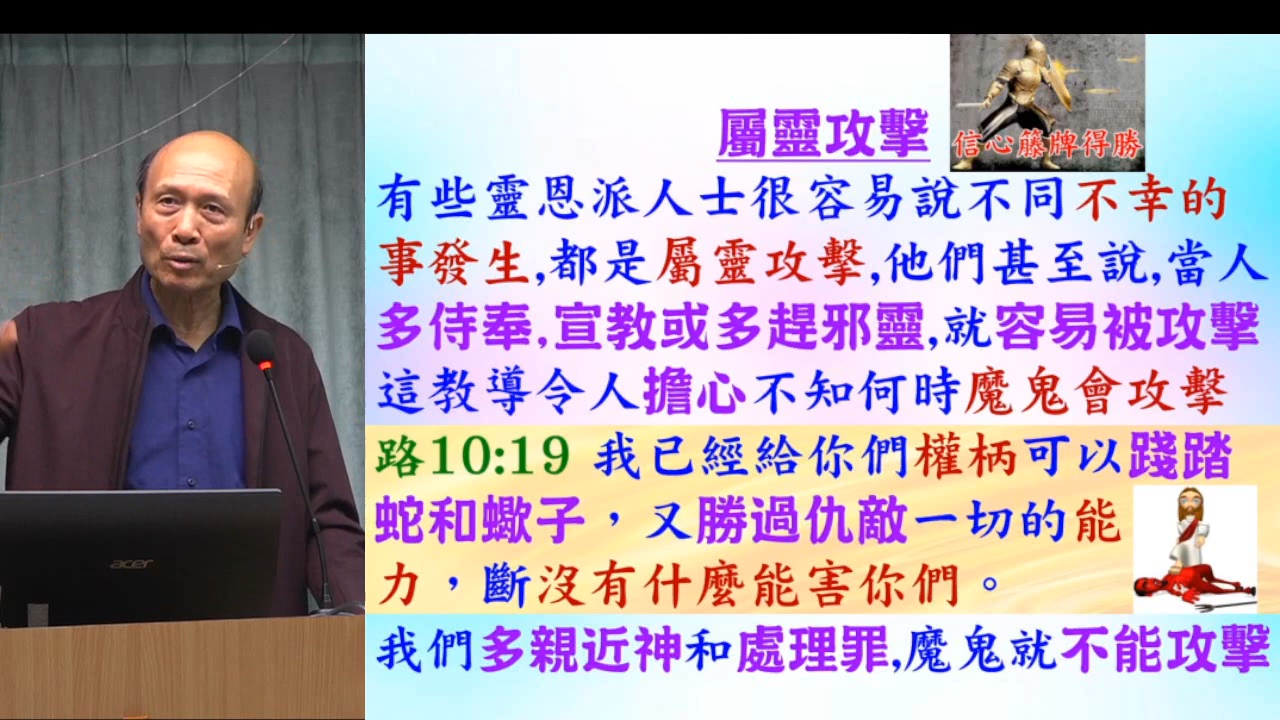 屬靈攻擊
信心籐牌得勝
有些靈恩派人士很容易說不同不幸的
事發生,都是屬靈攻擊,他們甚至說,當人
多侍奉,宣教或多趕邪靈,就容易被攻擊
這教導令人擔心不知何時魔鬼會攻擊
路10:19 我已經給你們權柄可以踐踏
蛇和蠍子，又勝過仇敵一切的能
力，斷沒有什麼能害你們。
我們多親近神和處理罪,魔鬼就不能攻擊
acer